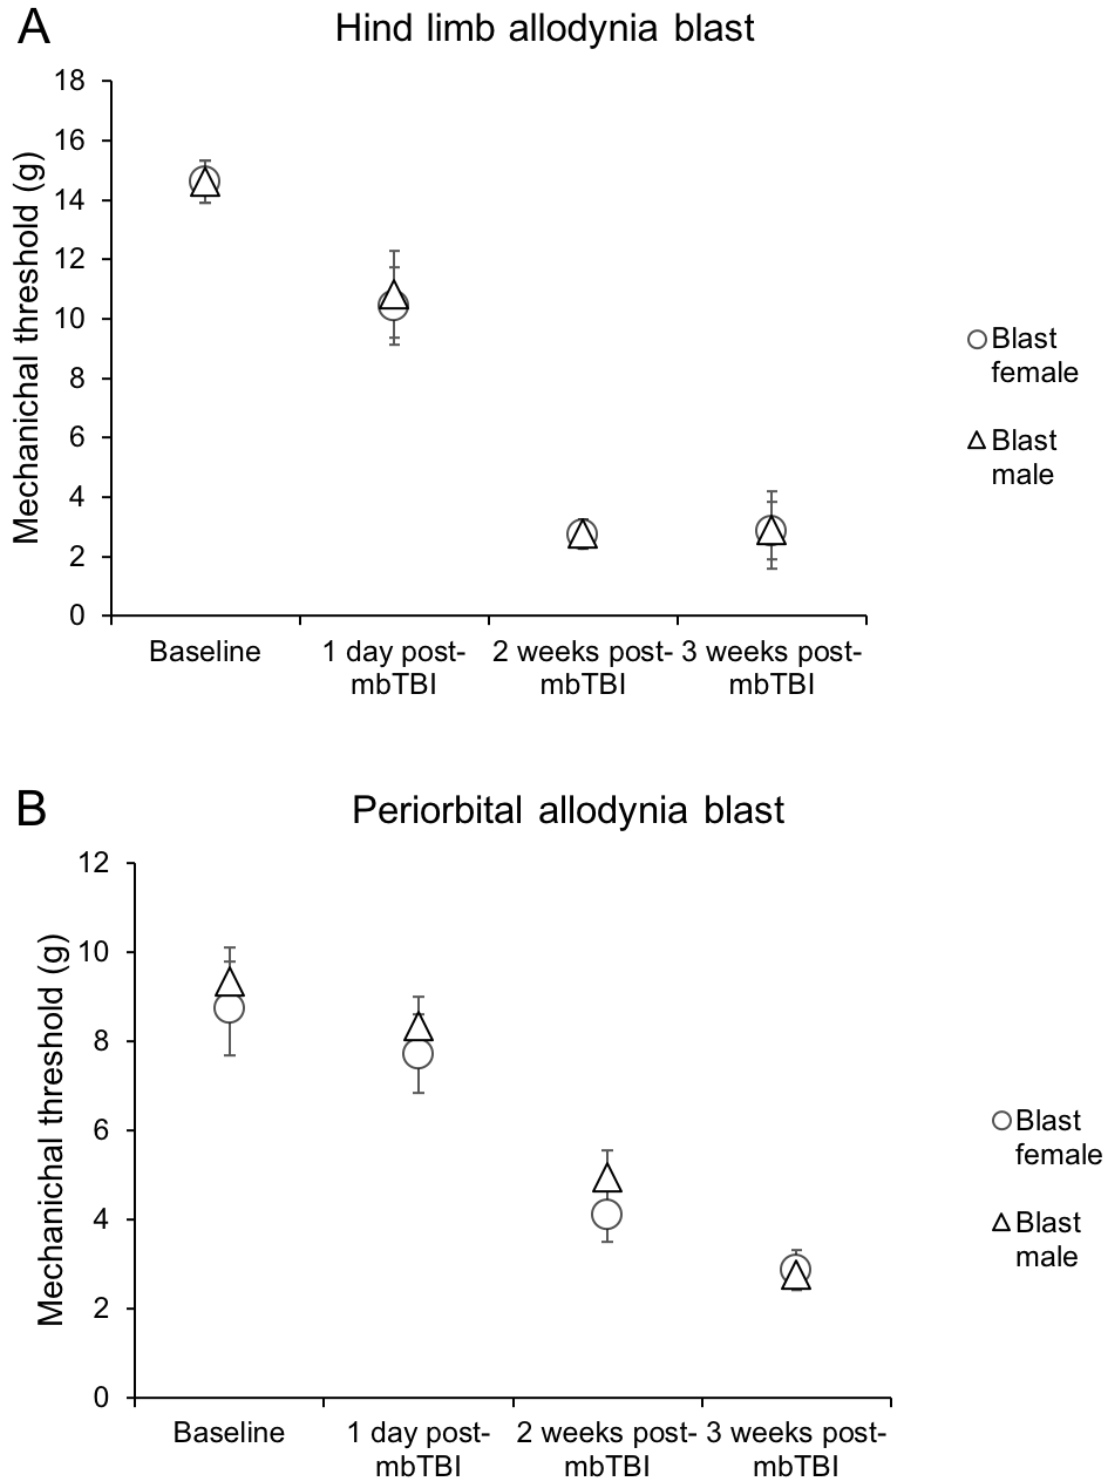 A
Hind limb allodynia blast
Mechanichal threshold (g)
18
16
14
12
10
8
6
4
2
0
Baseline
1 day post-
mbTBI
2 weeks post-
mbTBI
3 weeks post-
mbTBI
Blast
female
Blast
male
B
Periorbital allodynia blast
Mechanichal threshold (g)
12
10
8
6
4
2
0
Baseline
1 day post-
mbTBI
2 weeks post-
mbTBI
3 weeks post-
mbTBI
Blast
female
Blast
male